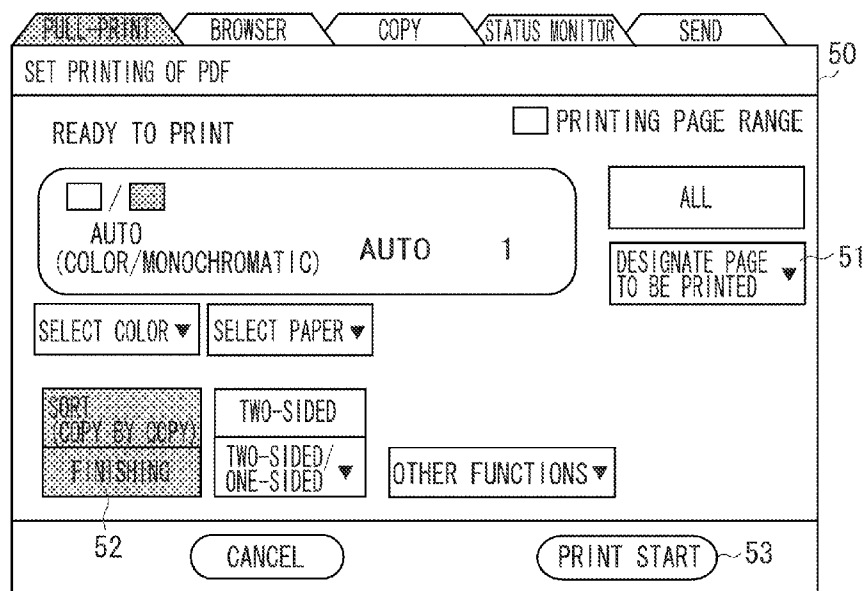 PULL-PRINT BROWSER COPY STATUS MONITOR SEND
SET PRINTING OF PDF
50
READY TO PRINT
PRINTING PAGE RANGE
/
AUTO
(COLOR/MONOCHROMATIC)
AUTO 1
ALL
DESIGNATE PAGE
TO BE PRINTED
51
SELECT COLOR SELECT PAPER
SORT
(COPY BY COPY)
FINISHING
TWO-SIDED
TWO-SIDED/
ONE-SIDED
OTHER FUNCTIONS
52
CANCEL
PRINT START
53